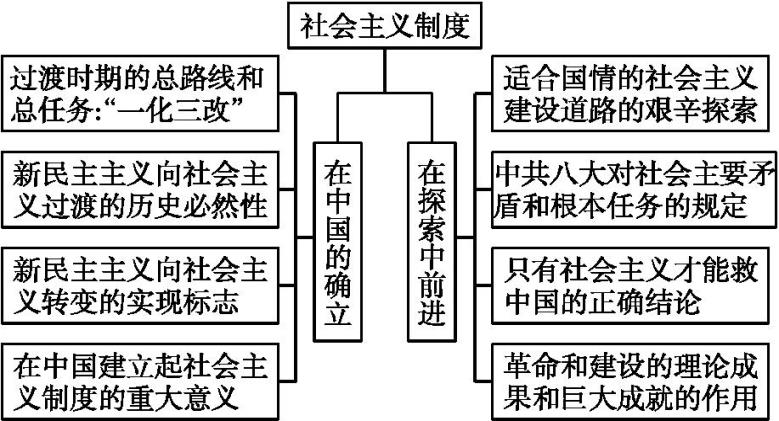 社会主义制度
过渡时期的总路线和
总任务:“一化三改”
新民主主义向社会主
义过渡的历史必然性
新民主主义向社会主
义转变的实现标志
在中国建立起社会主
义制度的重大意义
在中国的确立
在探索中前进
适合国情的社会主义
建设道路的艰辛探索
中共八大对社会主要矛
盾和根本任务的规定
只有社会主义才能救
中国的正确结论
革命和建设的理论成
果和巨大成就的作用